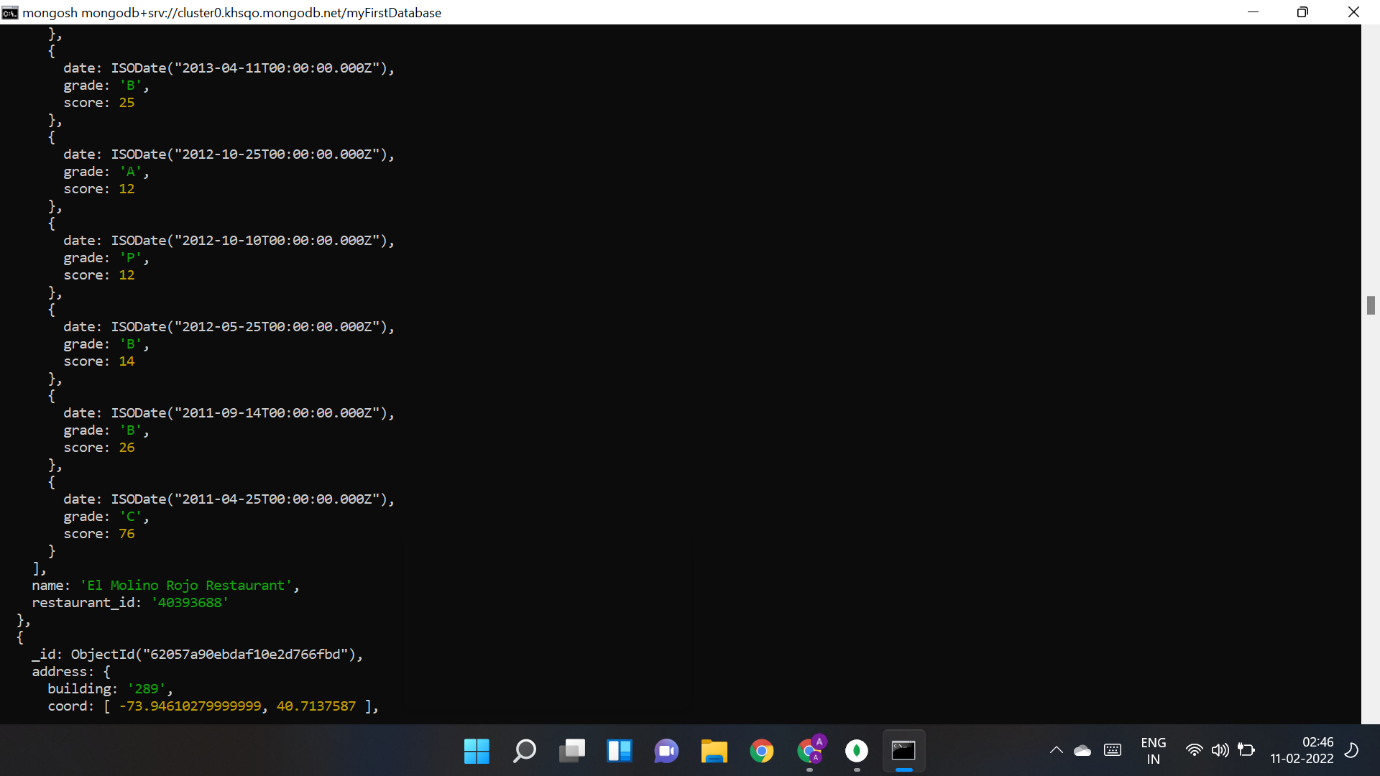 mongosh mongodb+srv://cluster0.khsqo.mongodb.net/myFirstDatabase
},
{
date: ISODate("2013-04-11T00:00:00.000Z"),
grade: 'B',
score: 25
},
{
date: ISODate("2012-10-25T00:00:00.000Z"),
grade: 'A',
score: 12
},
{
date: ISODate("2012-10-10T00:00:00.000Z"),
grade: 'P',
score: 12
},
{
date: ISODate("2012-05-25T00:00:00.000Z"),
grade: 'B',
score: 14
},
{
date: ISODate("2011-09-14T00:00:00.000Z"),
grade: 'B',
score: 26
},
{
date: ISODate("2011-04-25T00:00:00.000Z"),
grade: 'C',
score: 76
}
],
name: 'El Molino Rojo Restaurant',
restaurant_id: '40393688'
},
{
_id: ObjectId("62057a90ebdaf10e2d766fbd"),
address: {
building: '289',
coord: [ -73.94610279999999, 40.7137587 ],
A
A
ENG
IN
02:46
11-02-2022